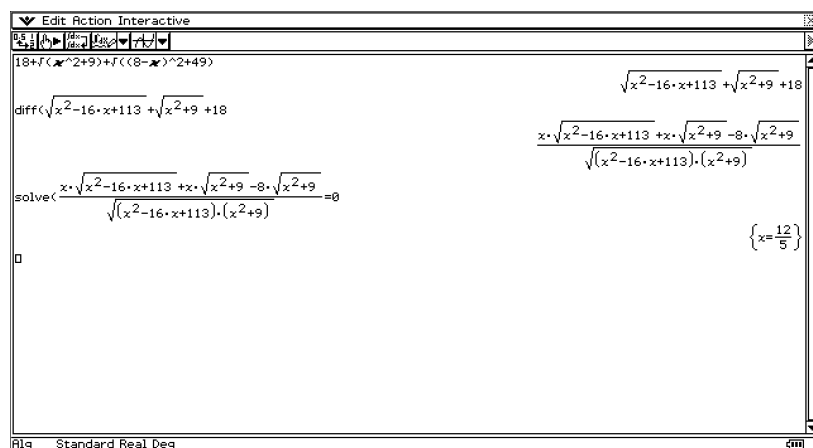 Edit Action Interactive
18+√(x^2+9)+√((8-x)^2+49)
√(x²-16·x+113) +√(x²+9) +18
diff(√(x²-16·x+113) +√(x²+9) +18
(x·√(x²-16·x+113) +x·√(x²+9) -8·√(x²+9))/(√((x²-16·x+113)·(x²+9)))
solve((x·√(x²-16·x+113) +x·√(x²+9) -8·√(x²+9))/(√((x²-16·x+113)·(x²+9)))=0
{x=12/5}
Alg Standard Real Deg